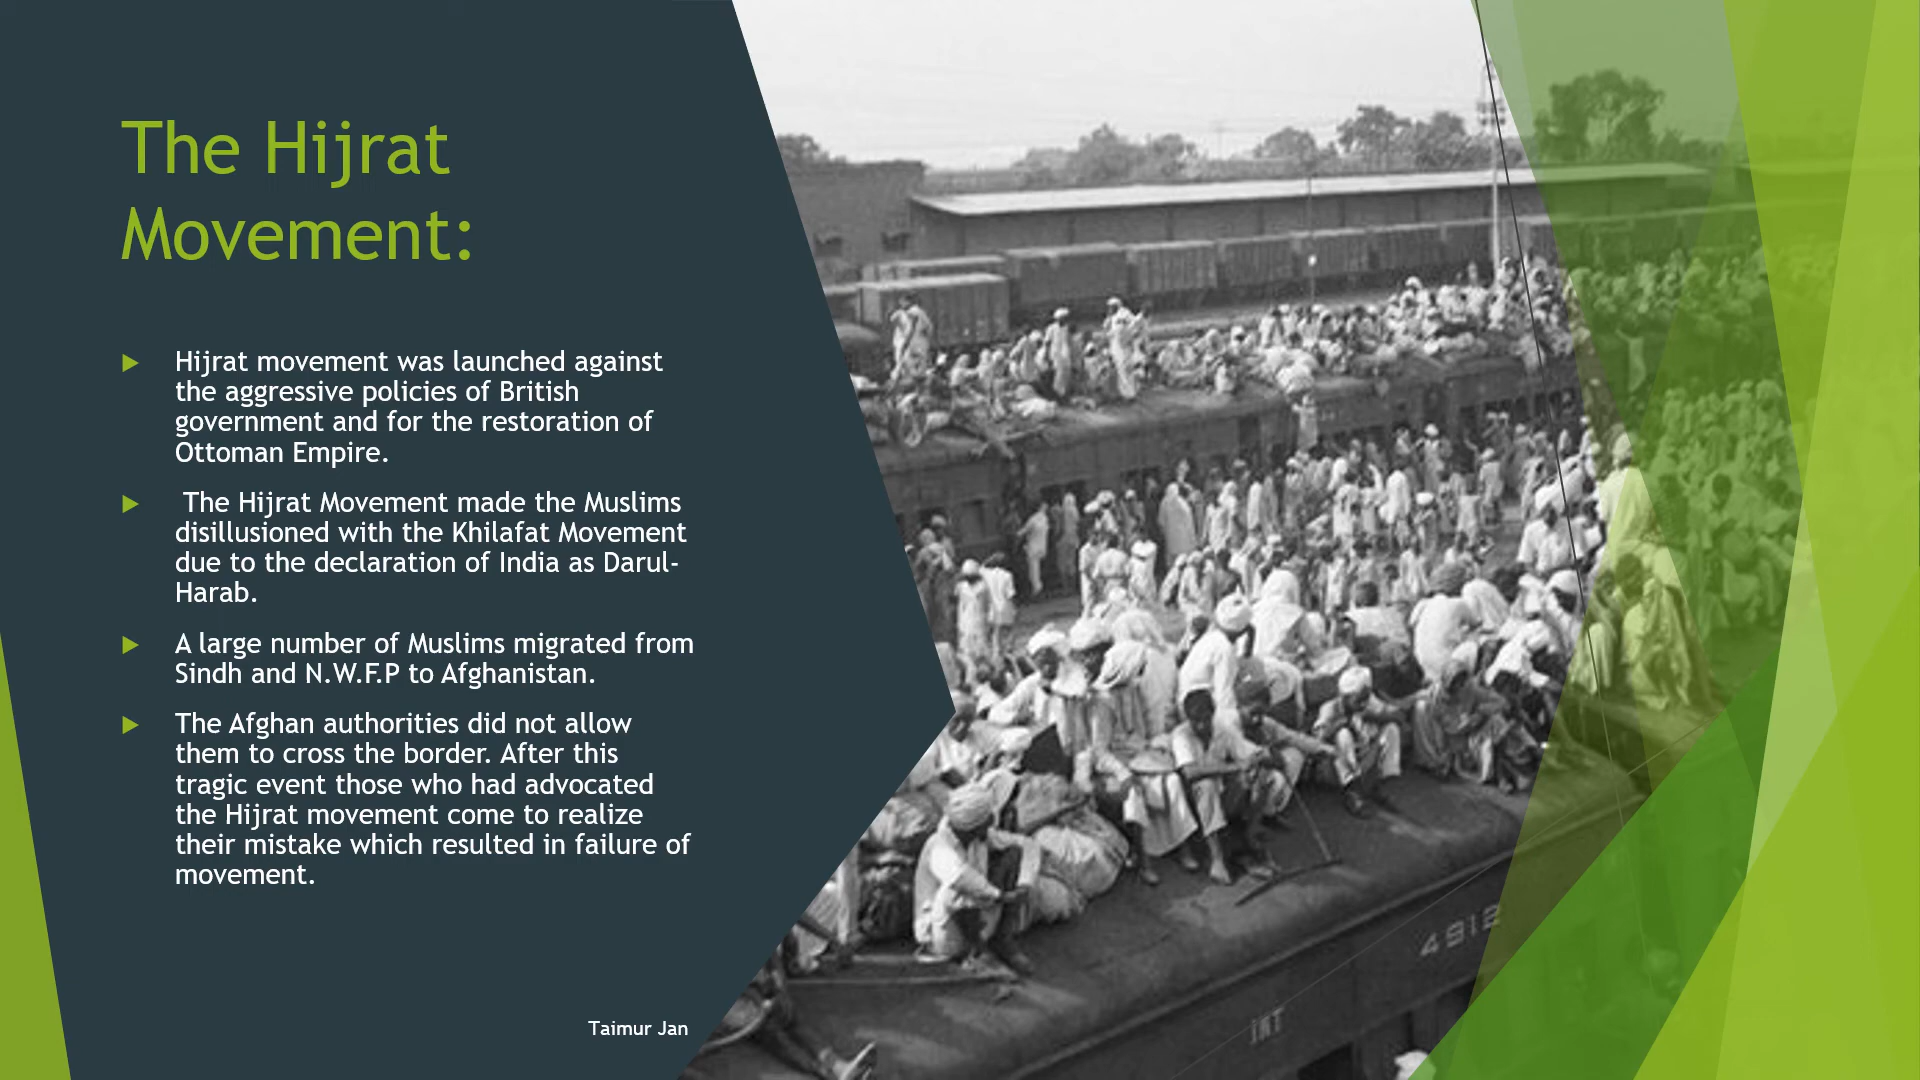 The Hijrat
Movement:
Hijrat movement was launched against
the aggressive policies of British
government and for the restoration of
Ottoman Empire.
The Hijrat Movement made the Muslims
disillusioned with the Khilafat Movement
due to the declaration of India as Darul-
Harab.
A large number of Muslims migrated from
Sindh and N.W.F.P to Afghanistan.
The Afghan authorities did not allow
them to cross the border. After this
tragic event those who had advocated
the Hijrat movement come to realize
their mistake which resulted in failure of
movement.
4912
Taimur Jan